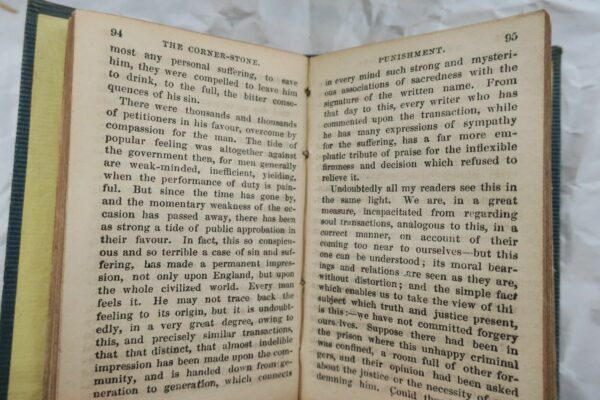 94
THE CORNER-STONE.
most any personal suffering, to save
him, they were compelled to leave him
to drink, to the full, the bitter conse-
quences of his sin.
There were thousands and thousands
of petitioners in his favour, overcome by
compassion for the man. The tide of
popular feeling was altogether against
the government then, for men generally
are weak-minded, inefficient, yielding,
when the performance of duty is pain-
ful. But since the time has gone by,
and the momentary weakness of the oc-
casion has passed away, there has been
as strong a tide of public approbation in
their favour. In fact, this so conspicu-
ous and so terrible a case of sin and suf-
fering, has made a permanent impres-
sion, not only upon England, but upon
the whole civilized world. Every man
feels it. He may not trace back the
feeling to its origin, but it is undoubt-
edly, in a very great degree, owing to
this, and precisely similar transactions,
that that distinct, that almost indelible
impression has been made upon the com-
munity, and is handed down from ge-
neration to generation, which connects
PUNISHMENT.
95
in every mind such strong and mysteri-
ous associations of sacredness with the
signature of the written name. From
that day to this, every writer who has
commented upon the transaction, while
he has many expressions of sympathy
for the suffering, has a far more em-
phatic tribute of praise for the inflexible
firmness and decision which refused to
relieve it.
Undoubtedly all my readers see this in
the same light. We are, in a great
measure, incapacitated from regarding
soul transactions, analogous to this, in a
correct manner, on account of their
coming too near to ourselves—but this
one can be understood; its moral bear-
ings and relations are seen as they are,
without distortion; and the simple fact
which enables us to take the view of thi
subject which truth and justice present,
is this:—we have not committed forgery
ourselves. Suppose there had been in
the prison where this unhappy criminal
was confined, a room full of other for-
gers, and their opinion had been asked
about the justice or the necessity of
demning him. Could the